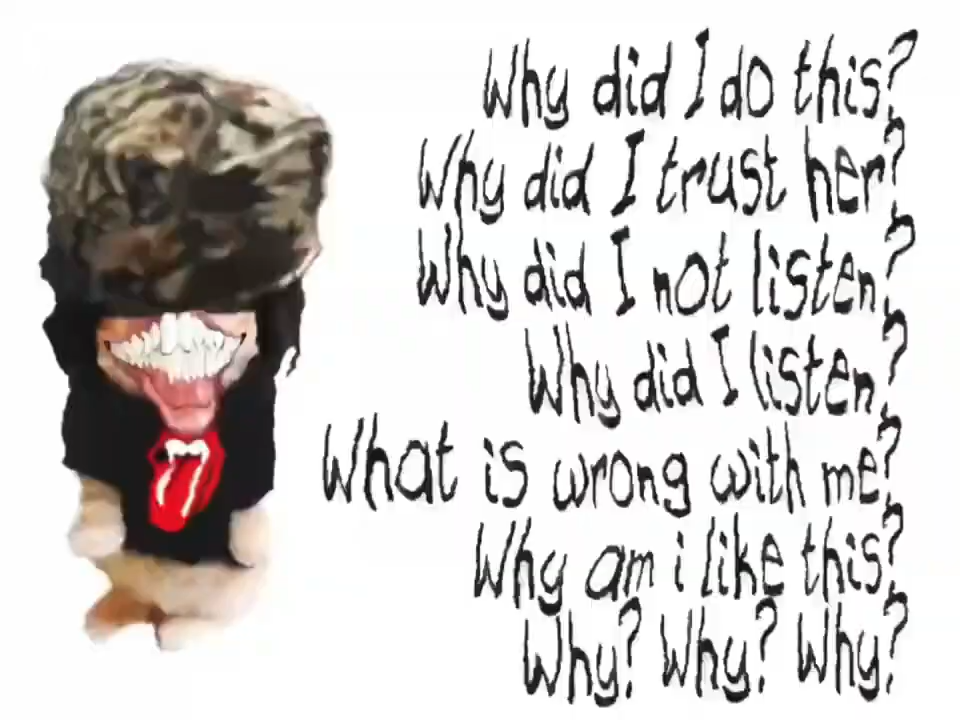 Why did I do this?
Why did I trust her?
Why did I not listen?
Why did I listen?
What is wrong with me?
Why am i like this?
Why? Why? Why?